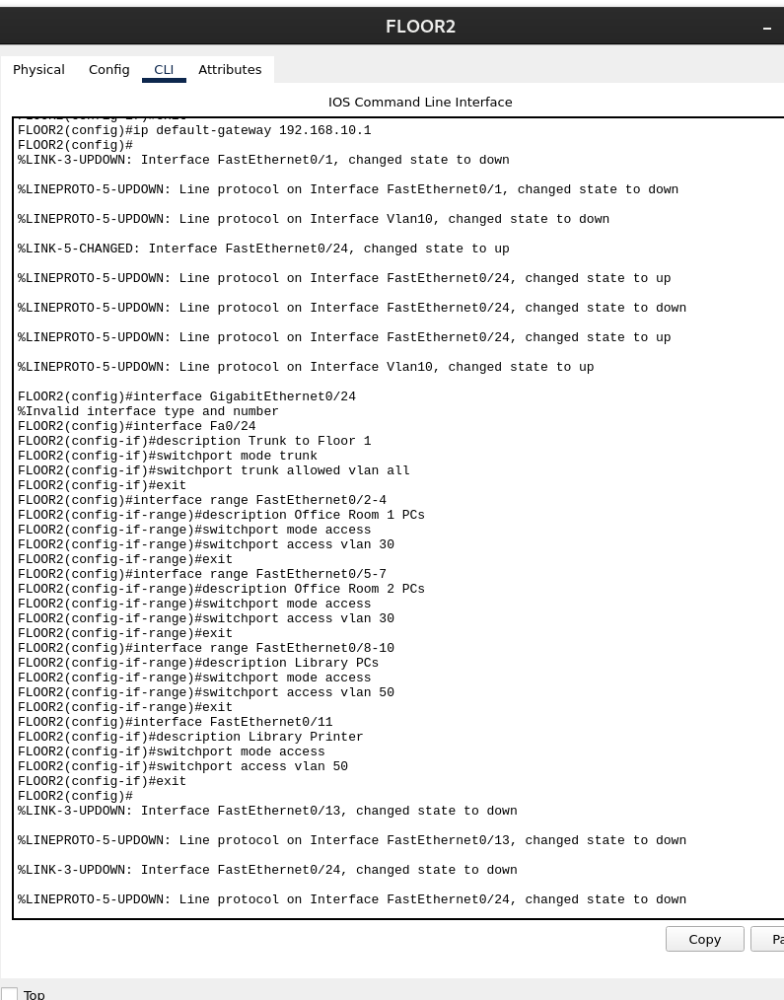 FLOOR2
Physical Config CLI Attributes
IOS Command Line Interface
FLOOR2(config)#ip default-gateway 192.168.10.1
FLOOR2(config)#
%LINK-3-UPDOWN: Interface FastEthernet0/1, changed state to down
%LINEPROTO-5-UPDOWN: Line protocol on Interface FastEthernet0/1, changed state to down
%LINEPROTO-5-UPDOWN: Line protocol on Interface Vlan10, changed state to down
%LINK-5-CHANGED: Interface FastEthernet0/24, changed state to up
%LINEPROTO-5-UPDOWN: Line protocol on Interface FastEthernet0/24, changed state to up
%LINEPROTO-5-UPDOWN: Line protocol on Interface FastEthernet0/24, changed state to down
%LINEPROTO-5-UPDOWN: Line protocol on Interface FastEthernet0/24, changed state to up
%LINEPROTO-5-UPDOWN: Line protocol on Interface Vlan10, changed state to up
FLOOR2(config)#interface GigabitEthernet0/24
%Invalid interface type and number
FLOOR2(config)#interface Fa0/24
FLOOR2(config-if)#description Trunk to Floor 1
FLOOR2(config-if)#switchport mode trunk
FLOOR2(config-if)#switchport trunk allowed vlan all
FLOOR2(config-if)#exit
FLOOR2(config)#interface range FastEthernet0/2-4
FLOOR2(config-if-range)#description Office Room 1 PCs
FLOOR2(config-if-range)#switchport mode access
FLOOR2(config-if-range)#switchport access vlan 30
FLOOR2(config-if-range)#exit
FLOOR2(config)#interface range FastEthernet0/5-7
FLOOR2(config-if-range)#description Office Room 2 PCs
FLOOR2(config-if-range)#switchport mode access
FLOOR2(config-if-range)#switchport access vlan 30
FLOOR2(config-if-range)#exit
FLOOR2(config)#interface range FastEthernet0/8-10
FLOOR2(config-if-range)#description Library PCs
FLOOR2(config-if-range)#switchport mode access
FLOOR2(config-if-range)#switchport access vlan 50
FLOOR2(config-if-range)#exit
FLOOR2(config)#interface FastEthernet0/11
FLOOR2(config-if)#description Library Printer
FLOOR2(config-if)#switchport mode access
FLOOR2(config-if)#switchport access vlan 50
FLOOR2(config-if)#exit
FLOOR2(config)#
%LINK-3-UPDOWN: Interface FastEthernet0/13, changed state to down
%LINEPROTO-5-UPDOWN: Line protocol on Interface FastEthernet0/13, changed state to down
%LINK-3-UPDOWN: Interface FastEthernet0/24, changed state to down
%LINEPROTO-5-UPDOWN: Line protocol on Interface FastEthernet0/24, changed state to down
Copy
Top